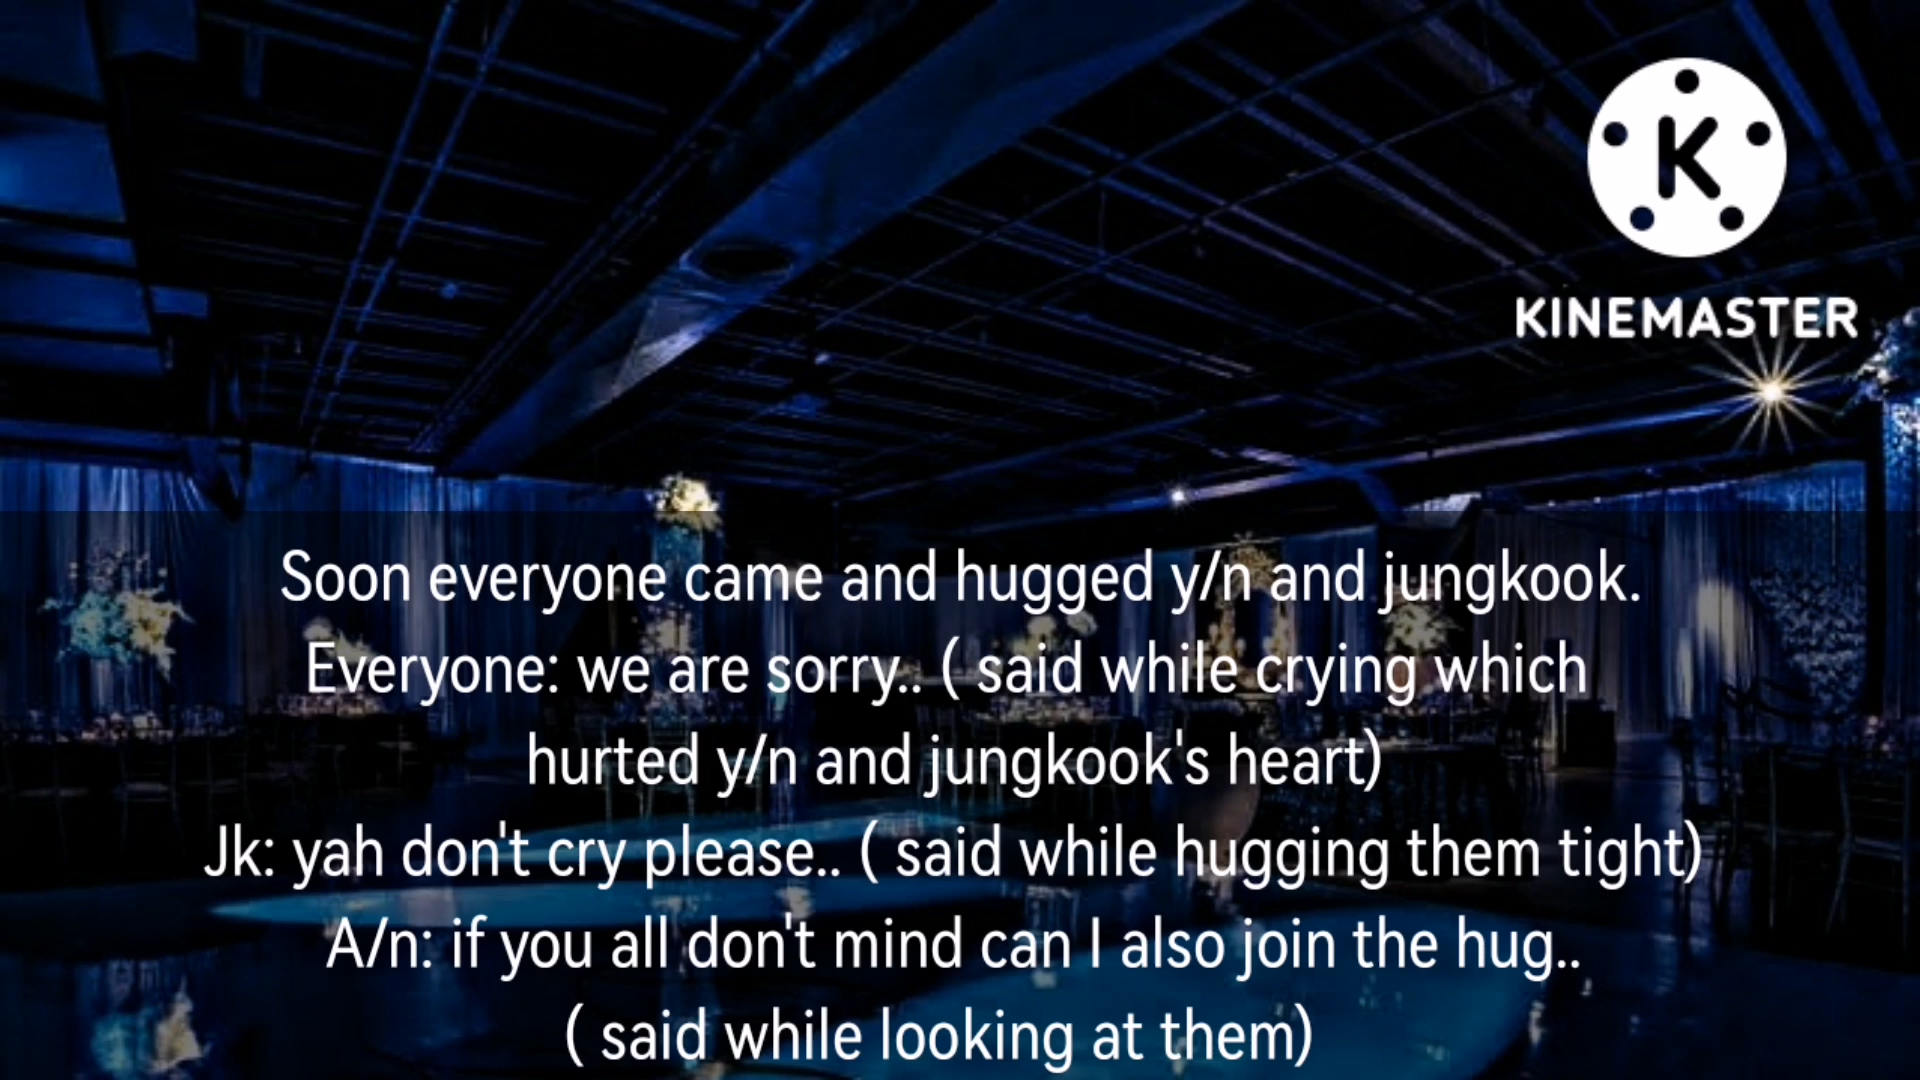 K
KINEMASTER
Soon everyone came and hugged y/n and jungkook.
Everyone: we are sorry.. ( said while crying which
hurted y/n and jungkook's heart)
Jk: yah don't cry please.. ( said while hugging them tight)
A/n: if you all don't mind can I also join the hug..
( said while looking at them)